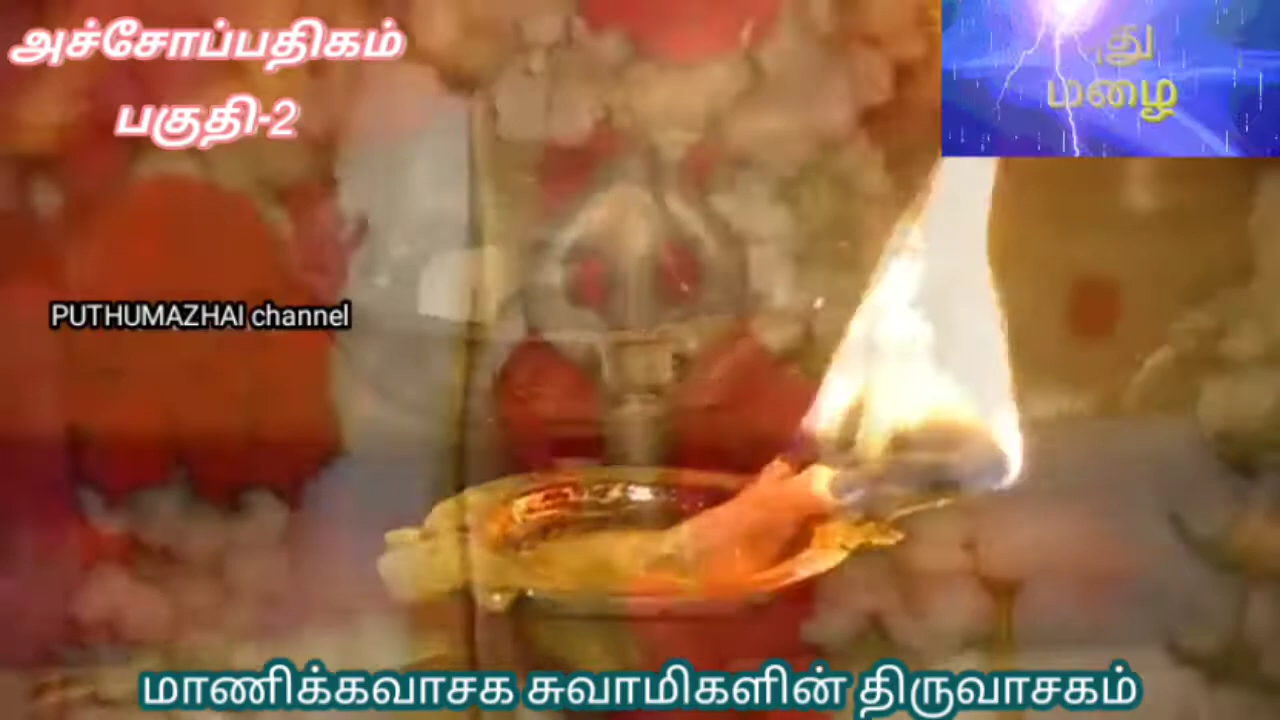 அச்சோப்பதிகம்
பகுதி-2
மழை
PUTHUMAZHAI channel
மாணிக்கவாசக சுவாமிகளின் திருவாசகம்